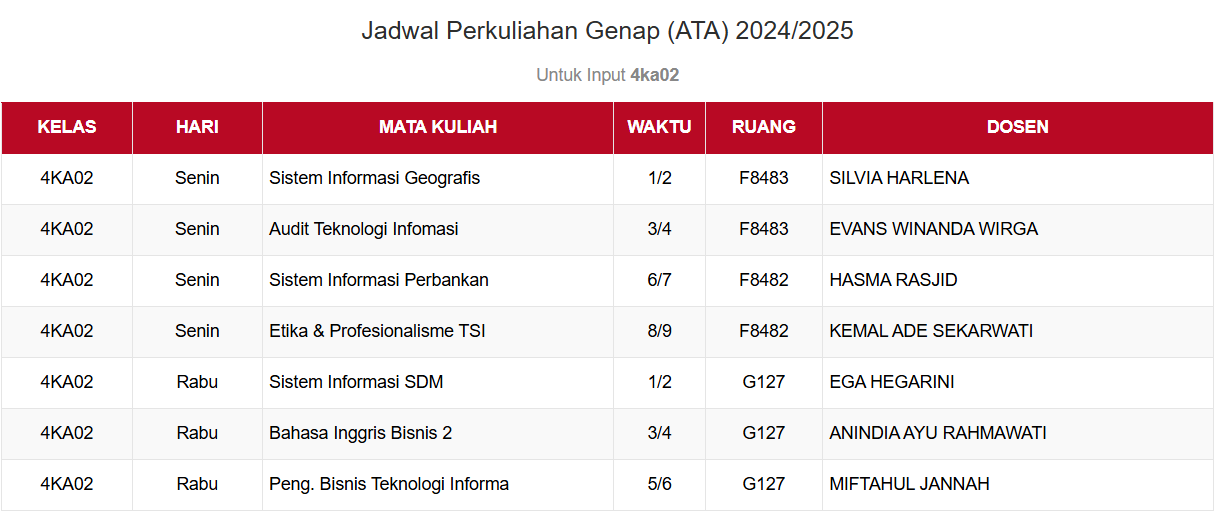 Jadwal Perkuliahan Genap (ATA) 2024/2025
Untuk Input 4ka02
KELAS HARI MATA KULIAH WAKTU RUANG DOSEN
4KA02 Senin Sistem Informasi Geografis 1/2 F8483 SILVIA HARLENA
4KA02 Senin Audit Teknologi Infomasi 3/4 F8483 EVANS WINANDA WIRGA
4KA02 Senin Sistem Informasi Perbankan 6/7 F8482 HASMA RASJID
4KA02 Senin Etika & Profesionalisme TSI 8/9 F8482 KEMAL ADE SEKARWATI
4KA02 Rabu Sistem Informasi SDM 1/2 G127 EGA HEGARINI
4KA02 Rabu Bahasa Inggris Bisnis 2 3/4 G127 ANINDIA AYU RAHMAWATI
4KA02 Rabu Peng. Bisnis Teknologi Informa 5/6 G127 MIFTAHUL JANNAH